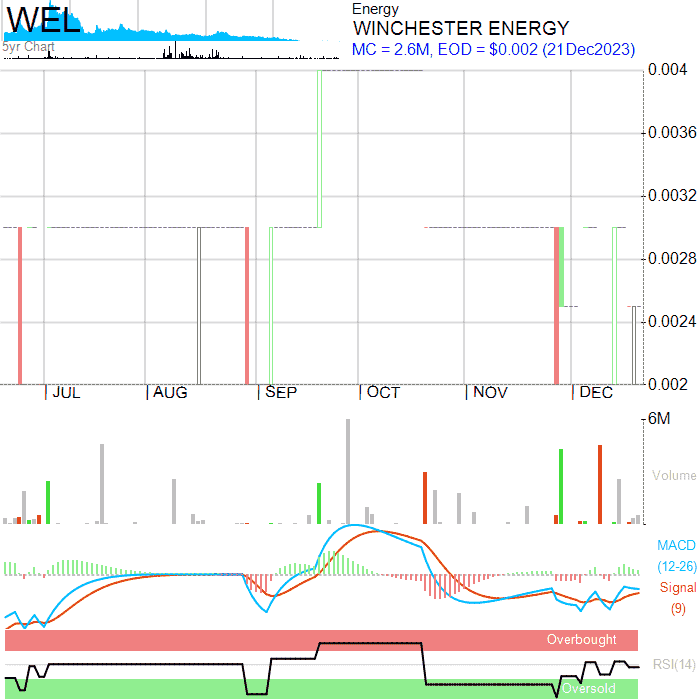 WEL
5yr Chart
Energy
WINCHESTER ENERGY
MC = 2.6M, EOD = $0.002 (21Dec2023)
0.004
0.0036
0.0032
0.0028
0.0024
0.002
JUL AUG SEP OCT NOV DEC
6M
Volume
MACD
(12-26)
Signal
(9)
Overbought
RSI(14)
Oversold